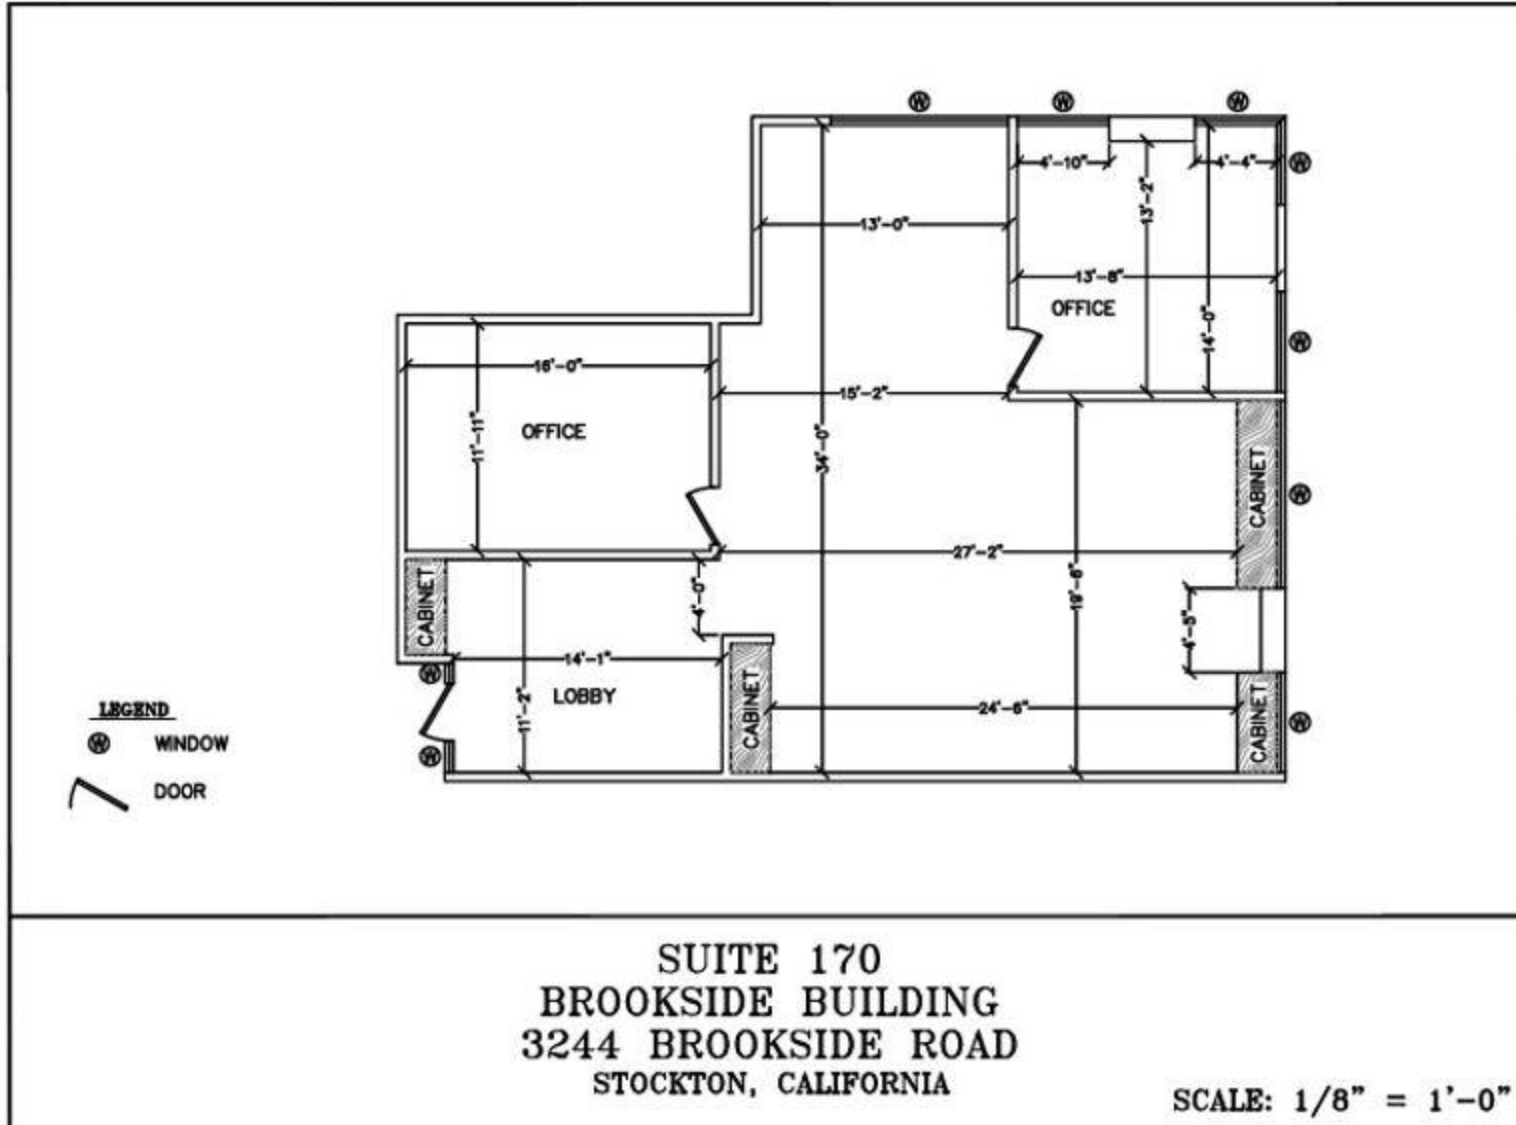 W W W
4'-10" 4'-4" W
13'-2"
13'-0"
13'-8"
OFFICE
14'-0" W
16'-0"
15'-2"
11'-11" OFFICE 34'-0"
CABINET W
27'-2"
CABINET 4'-0" 19'-6" 4'-5"
14'-1"
W
LOBBY
11'-2" CABINET 24'-6" CABINET W
W
LEGEND
W WINDOW
DOOR
SUITE 170
BROOKSIDE BUILDING
3244 BROOKSIDE ROAD
STOCKTON, CALIFORNIA
SCALE: 1/8" = 1'-0"